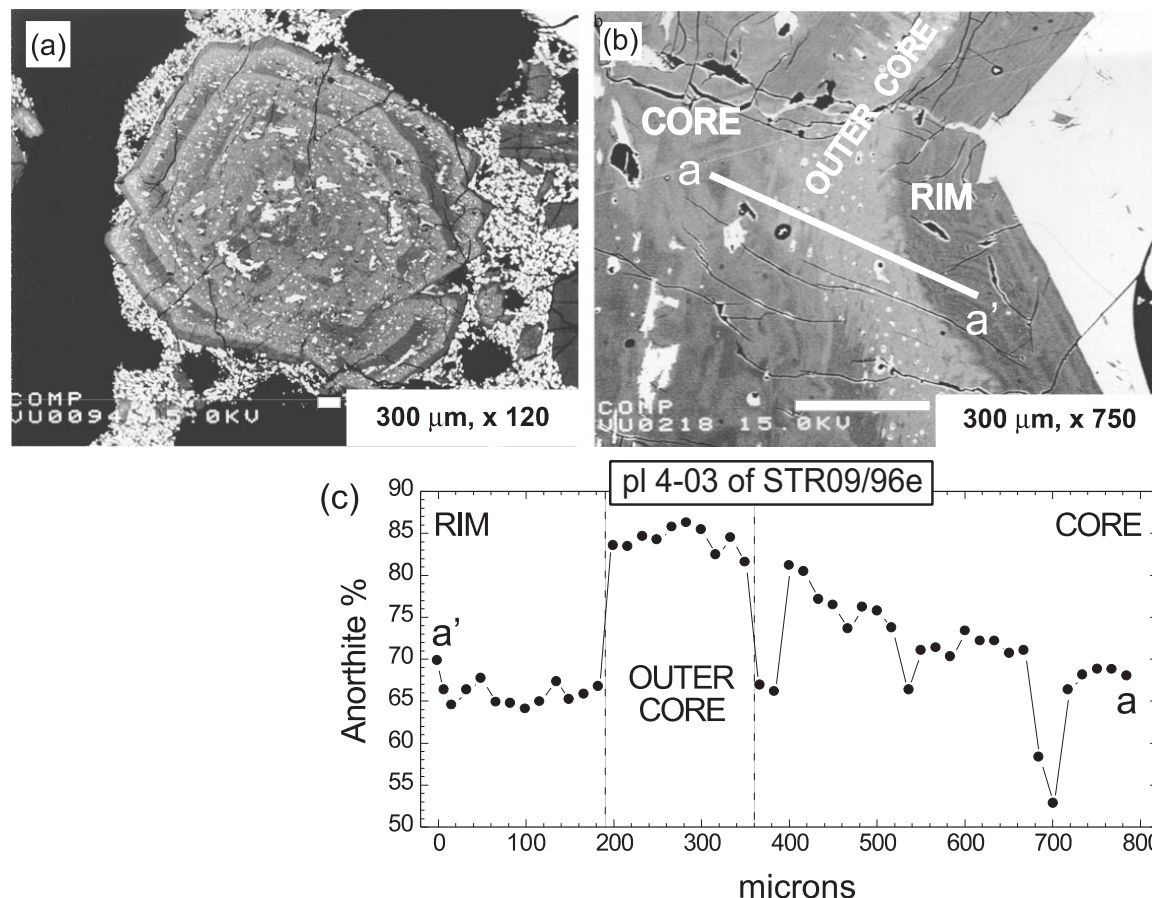 (a)
COMP
VU0094 15.0KV
300 μm, x 120
b
(b)
CORE
OUTER CORE
RIM
a
a’
COMP
VU0218 15.0KV
300 μm, x 750
(c)
pl 4-03 of STR09/96e
Anorthite %
90
85
80
75
70
65
60
55
50
RIM
CORE
a’
OUTER
CORE
a
0 100 200 300 400 500 600 700 800
microns